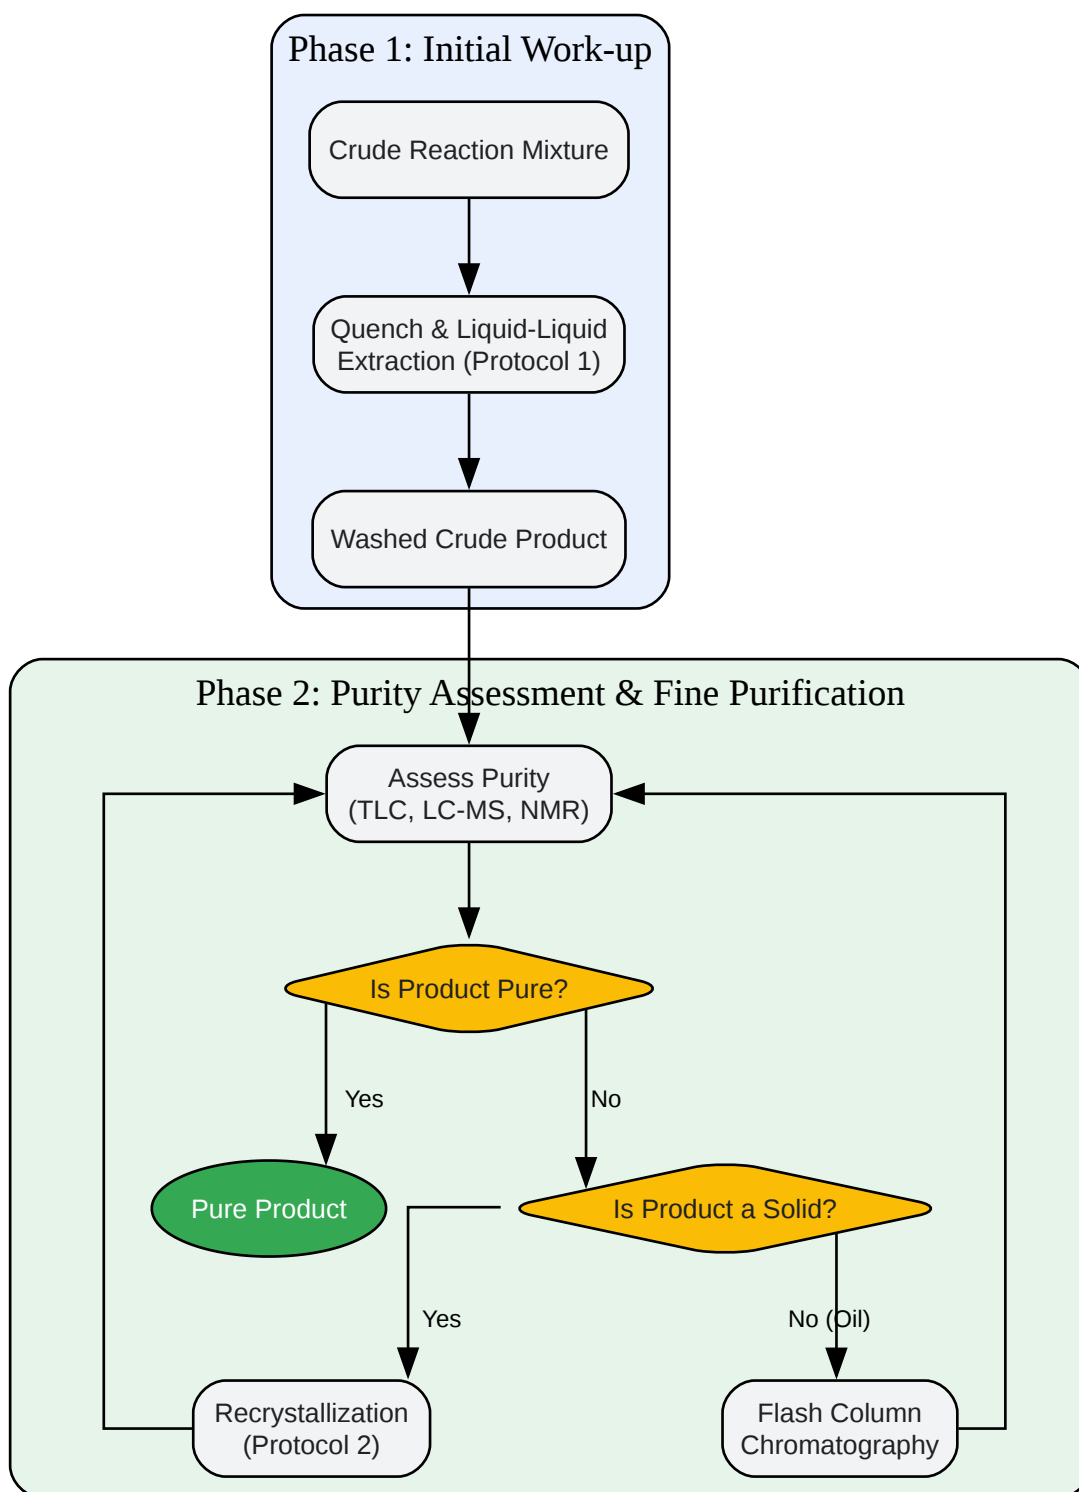 Phase 1: Initial Work-up
Crude Reaction Mixture
Quench & Liquid-Liquid
Extraction (Protocol 1)
Washed Crude Product
Phase 2: Purity Assessment & Fine Purification
Assess Purity
(TLC, LC-MS, NMR)
Is Product Pure?
Yes
No
Pure Product
Is Product a Solid?
Yes
No (Oil)
Recrystallization
(Protocol 2)
Flash Column
Chromatography